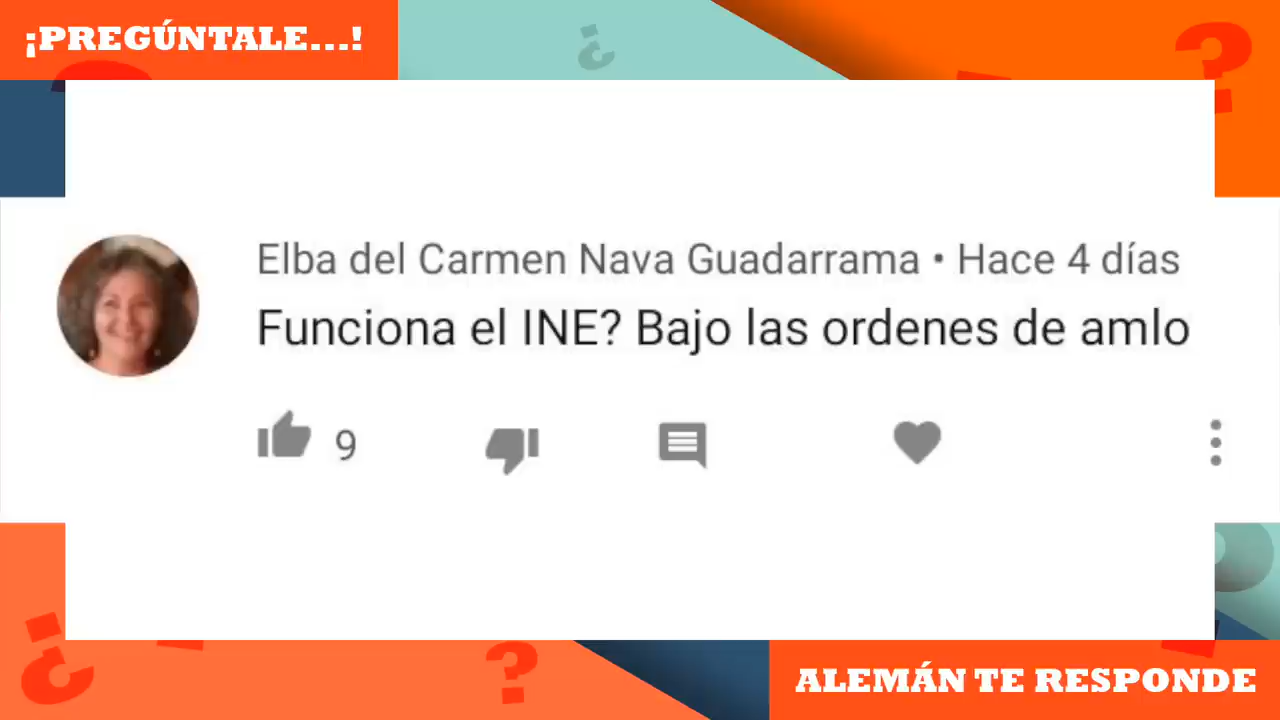 ¡PREGÚNTALE...!
Elba del Carmen Nava Guadarrama • Hace 4 días
Funciona el INE? Bajo las ordenes de amlo
9
ALEMÁN TE RESPONDE